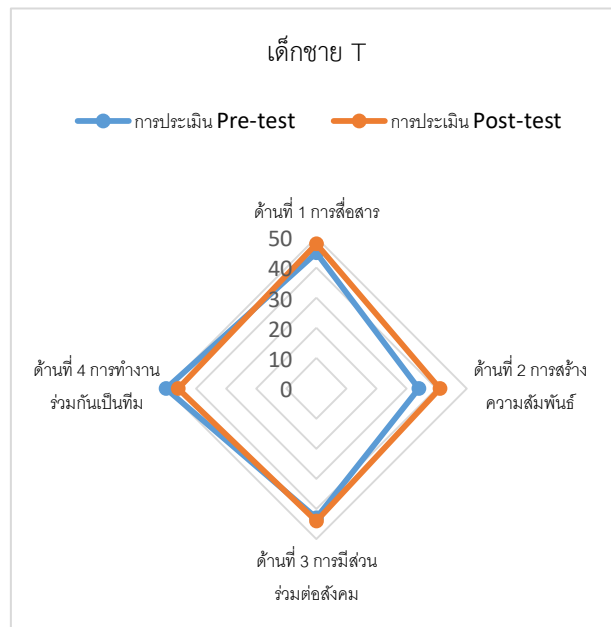 เด็กชาย T
การประเมิน Pre-test
การประเมิน Post-test
ด้านที่ 1 การสื่อสาร
50
40
30
20
10
0
ด้านที่ 2 การสร้าง
ความสัมพันธ์
ด้านที่ 3 การมีส่วน
ร่วมต่อสังคม
ด้านที่ 4 การทำงาน
ร่วมกันเป็นทีม